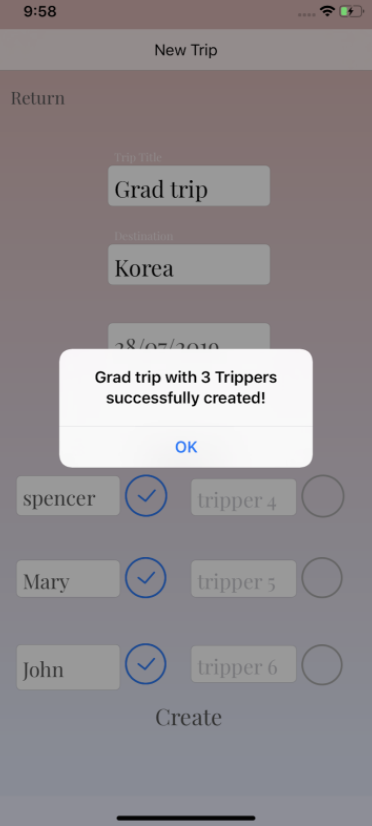 9:58
New Trip
Return
Trip Title
Grad trip
Destination
Korea
28/07/2019
Grad trip with 3 Trippers
successfully created!
OK
spencer
tripper 4
Mary
tripper 5
John
tripper 6
Create